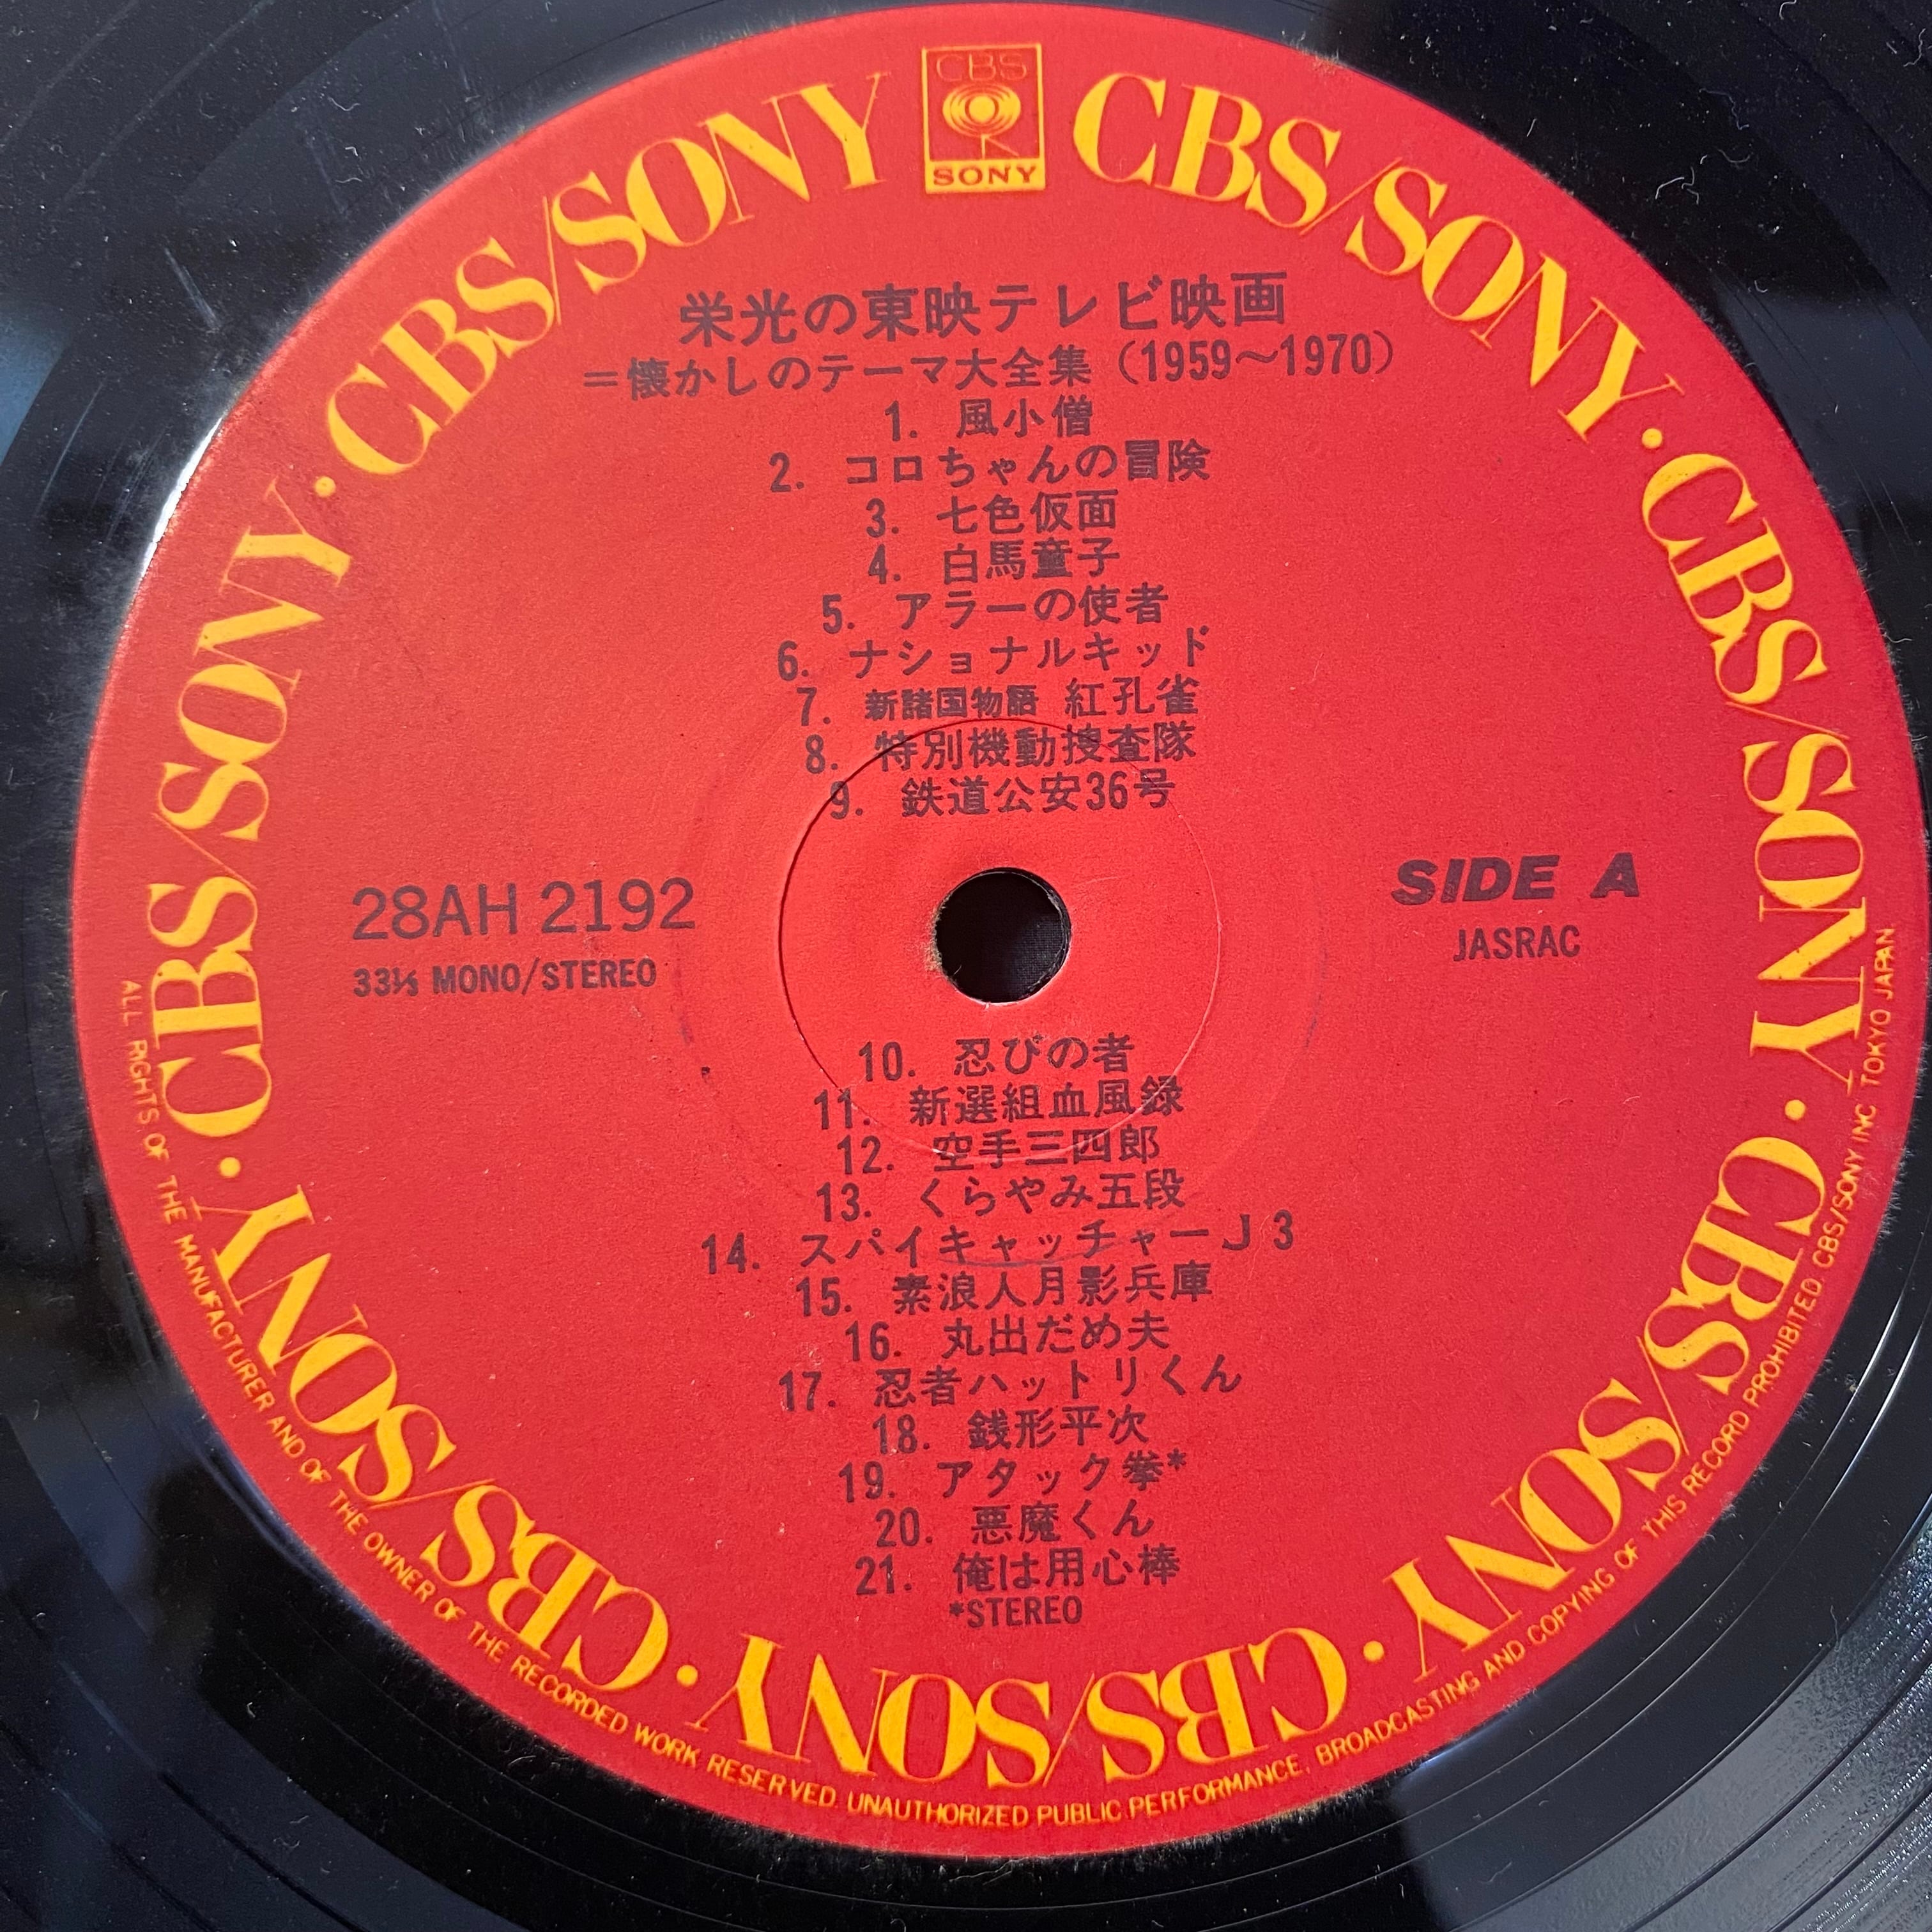 CBS
SONY
CBS/SONY · CBS/SONY · CBS/SONY · CBS/SONY · CBS/SONY · CBS/SONY · CBS/SONY · CBS/SONY
栄光の東映テレビ映画
=懐かしのテーマ大全集（1959〜1970）
1. 風小僧
2. コロちゃんの冒険
3. 七色仮面
4. 白馬童子
5. アラーの使者
6. ナショナルキッド
7. 新諸国物語 紅孔雀
8. 特別機動捜査隊
9. 鉄道公安36号
28AH 2192
33⅓ MONO/STEREO
SIDE A
JASRAC
10. 忍びの者
11. 新選組血風録
12. 空手三四郎
13. くらやみ五段
14. スパイキャッチャーJ3
15. 素浪人月影兵庫
16. 丸出だめ夫
17. 忍者ハットリくん
18. 銭形平次
19. アタック拳*
20. 悪魔くん
21. 俺は用心棒
*STEREO
ALL RIGHTS OF THE MANUFACTURER AND OF THE OWNER OF THE RECORDED WORK RESERVED. UNAUTHORIZED PUBLIC PERFORMANCE, BROADCASTING AND COPYING OF THIS RECORD PROHIBITED. CBS/SONY INC. TOKYO JAPAN